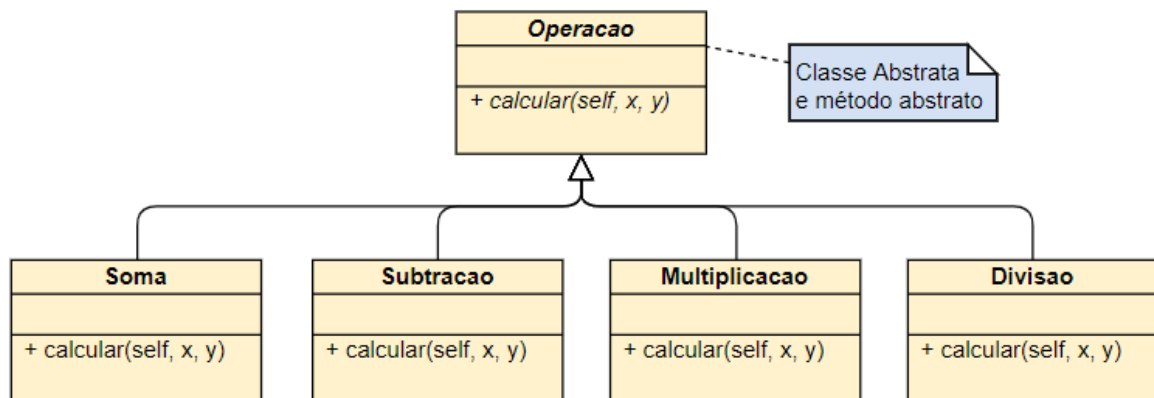 Operacao
+ calcular(self, x, y)
Classe Abstrata
e método abstrato
Soma
+ calcular(self, x, y)
Subtracao
+ calcular(self, x, y)
Multiplicacao
+ calcular(self, x, y)
Divisao
+ calcular(self, x, y)